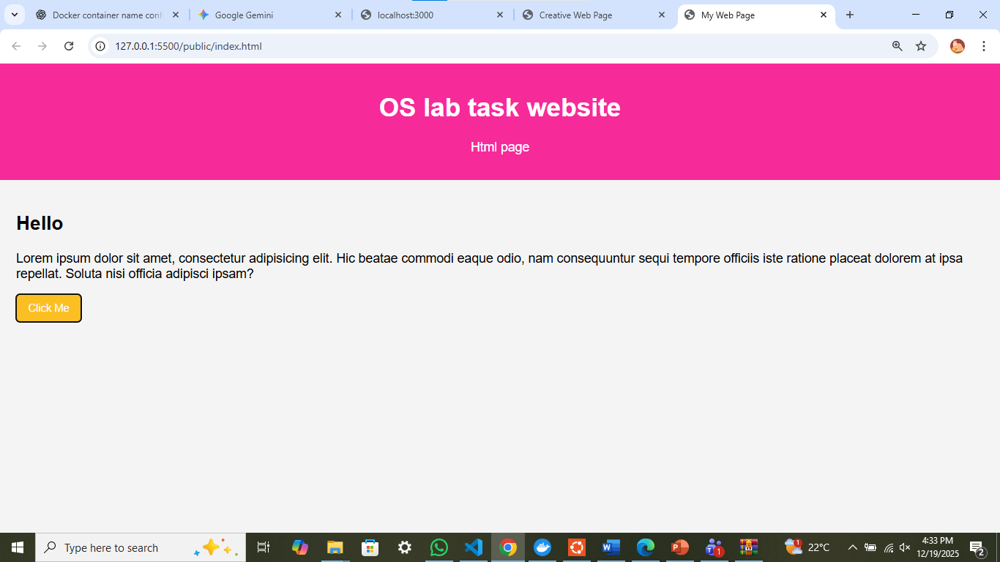 Docker container name conf
Google Gemini
localhost:3000
Creative Web Page
My Web Page
127.0.0.1:5500/public/index.html
OS lab task website
Html page
Hello
Lorem ipsum dolor sit amet, consectetur adipisicing elit. Hic beatae commodi eaque odio, nam consequuntur sequi tempore officiis iste ratione placeat dolorem at ipsa
repellat. Soluta nisi officia adipisci ipsam?
Click Me
Type here to search
22°C
4:33 PM
12/19/2025